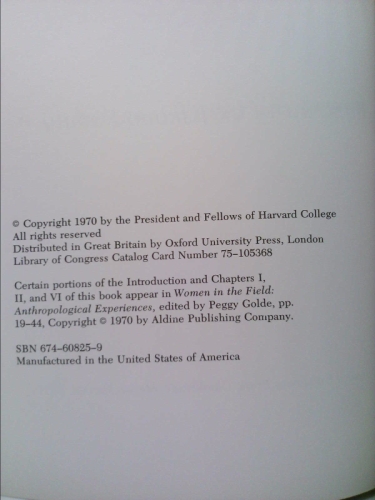 © Copyright 1970 by the President and Fellows of Harvard College
All rights reserved
Distributed in Great Britain by Oxford University Press, London
Library of Congress Catalog Card Number 75-105368
Certain portions of the Introduction and Chapters I,
II, and VI of this book appear in Women in the Field:
Anthropological Experiences, edited by Peggy Golde, pp.
19-44, Copyright © 1970 by Aldine Publishing Company.
SBN 674-60825-9
Manufactured in the United States of America